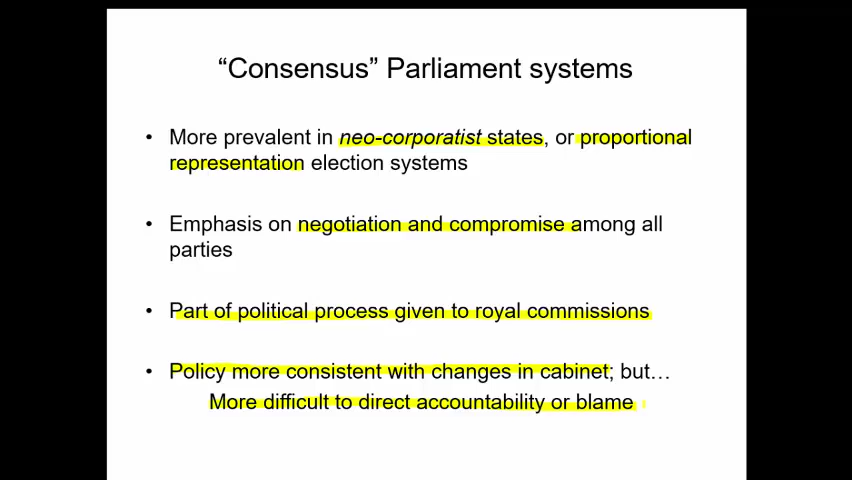 “Consensus” Parliament systems
• More prevalent in neo-corporatist states, or proportional
representation election systems
• Emphasis on negotiation and compromise among all
parties
• Part of political process given to royal commissions
• Policy more consistent with changes in cabinet; but…
More difficult to direct accountability or blame